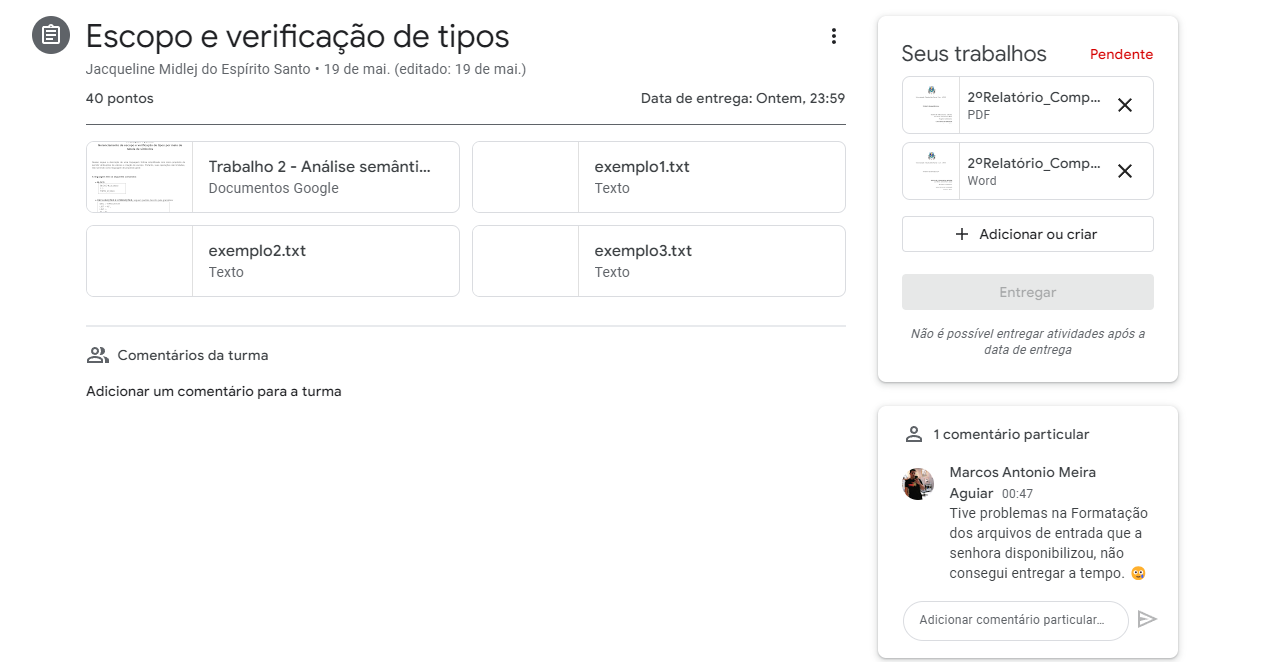 Escopo e verificação de tipos
Jacqueline Midlej do Espírito Santo • 19 de mai. (editado: 19 de mai.)
40 pontos
Data de entrega: Ontem, 23:59
Trabalho 2 - Análise semânti...
Documentos Google
exemplo1.txt
Texto
exemplo2.txt
Texto
exemplo3.txt
Texto
Comentários da turma
Adicionar um comentário para a turma
Seus trabalhos
Pendente
2ºRelatório_Comp...
PDF
2ºRelatório_Comp...
Word
Adicionar ou criar
Entregar
Não é possível entregar atividades após a
data de entrega
1 comentário particular
Marcos Antonio Meira
Aguiar 00:47
Tive problemas na Formatação
dos arquivos de entrada que a
senhora disponibilizou, não
consegui entregar a tempo. 😳
Adicionar comentário particular...